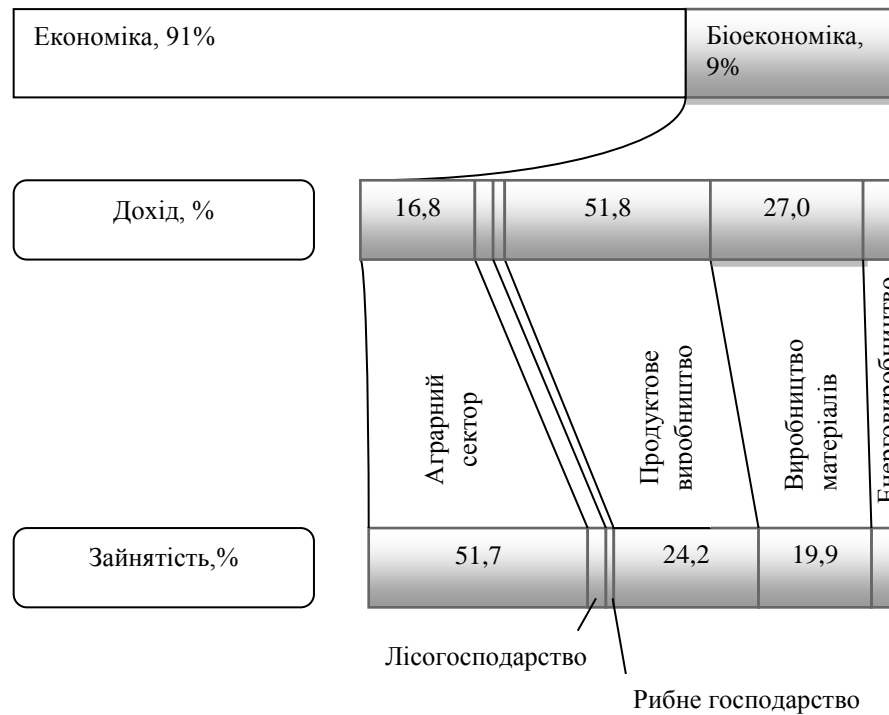 Економіка, 91%
Біоекономіка,
9%
Дохід, %
16,8
51,8
27,0
Аграрний
сектор
Продуктове
виробництво
Виробництво
матеріалів
Енерговиробництво
Зайнятість,%
51,7
24,2
19,9
Лісогосподарство
Рибне господарство